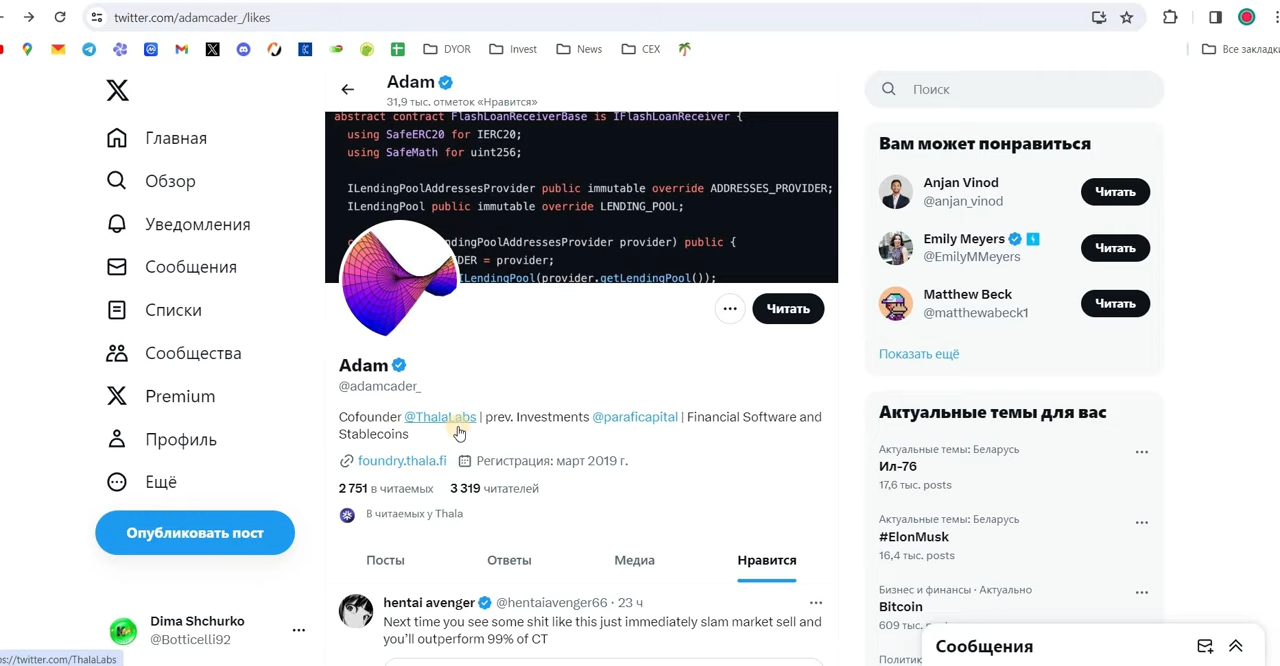 twitter.com/adamcader_/likes
DYOR
Invest
News
CEX
Все закладки
Главная
Обзор
Уведомления
Сообщения
Списки
Сообщества
Premium
Профиль
Ещё
Опубликовать пост
Dima Shchurko
@Botticelli92
ps://twitter.com/ThalaLabs
Adam
31,9 тыс. отметок «Нравится»
abstract contract FlashLoanReceiverBase is IFlashLoanReceiver {
using SafeERC20 for IERC20;
using SafeMath for uint256;
ILendingPoolAddressesProvider public immutable override ADDRESSES_PROVIDER;
ILendingPool public immutable override LENDING_POOL;
ndingPoolAddressesProvider provider) public {
DER = provider;
ILendingPool(provider.getLendingPool());
Читать
Adam
@adamcader_
Cofounder @ThalaLabs | prev. Investments @paraficapital | Financial Software and
Stablecoins
foundry.thala.fi Регистрация: март 2019 г.
2 751 в читаемых 3 319 читателей
В читаемых у Thala
Посты Ответы Медиа Нравится
hentai avenger @hentaiavenger66 · 23 ч
Next time you see some shit like this just immediately slam market sell and
you'll outperform 99% of CT
Поиск
Вам может понравиться
Anjan Vinod
@anjan_vinod
Читать
Emily Meyers
@EmilyMMeyers
Читать
Matthew Beck
@matthewabeck1
Читать
Показать ещё
Актуальные темы для вас
Актуальные темы: Беларусь
Ил-76
17,6 тыс. posts
Актуальные темы: Беларусь
#ElonMusk
16,4 тыс. posts
Бизнес и финансы · Актуально
Bitcoin
609 тыс.
Политик
Сообщения